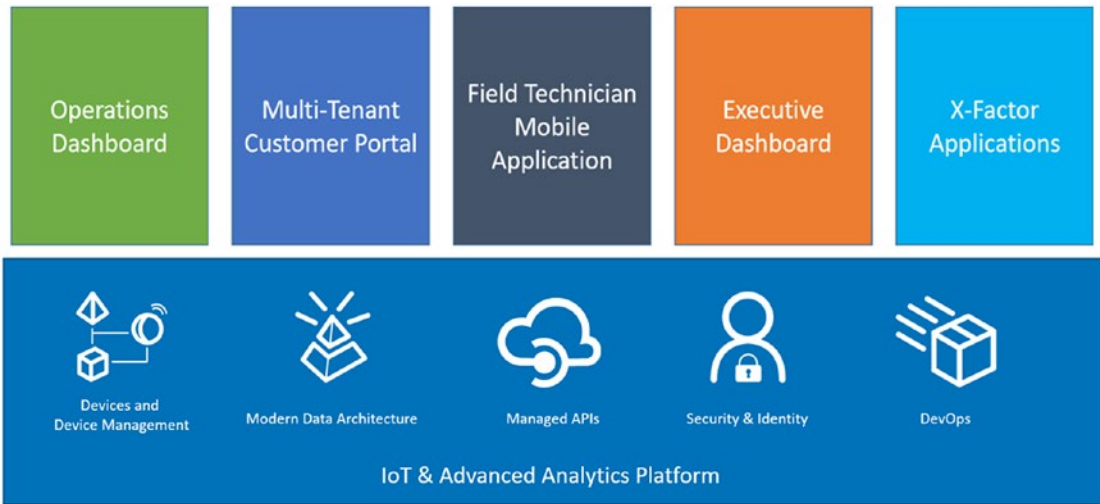 Operations
Dashboard
Multi-Tenant
Customer Portal
Field Technician
Mobile
Application
Executive
Dashboard
X-Factor
Applications
Devices and
Device Management
Modern Data Architecture
Managed APIs
Security & Identity
DevOps
IoT & Advanced Analytics Platform